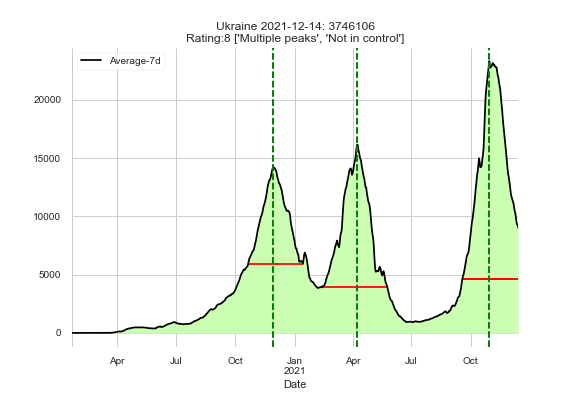 Ukraine 2021-12-14: 3746106
Rating:8 ['Multiple peaks', 'Not in control']
Average-7d
20000
15000
10000
5000
0
Apr Jul Oct Jan Apr Jul Oct
2021
Date